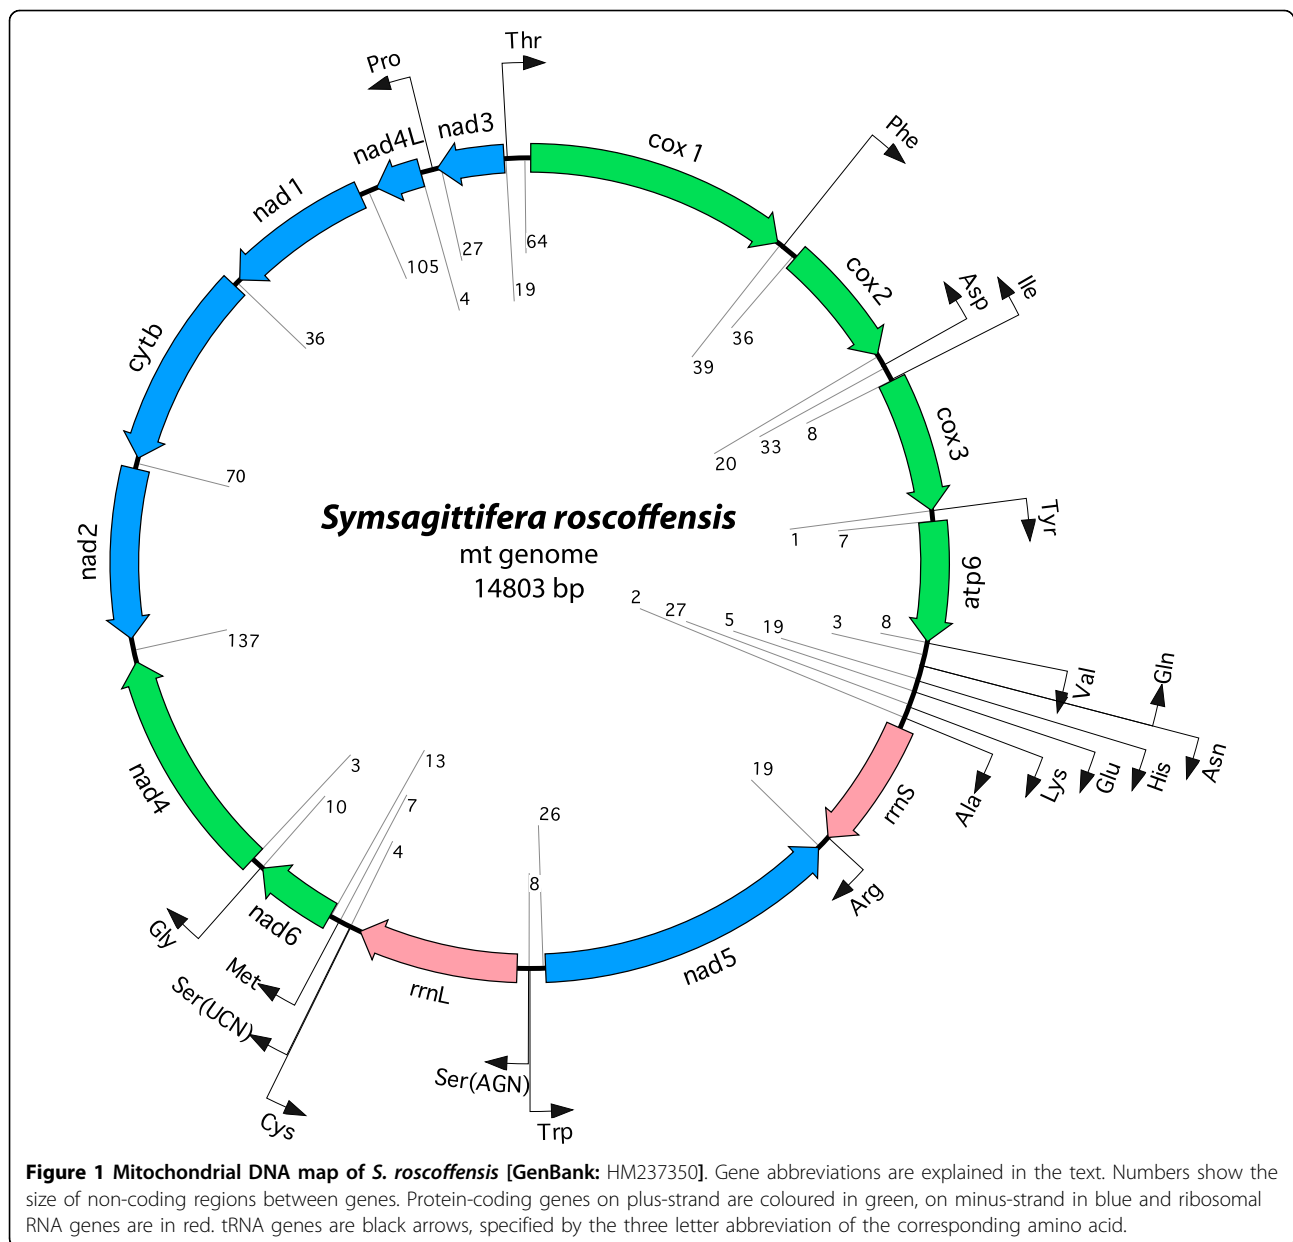 Thr
Pro
nad3
nad4L
cox 1
Phe
nad1
27
64
105
4
19
cox2
Asp
Ile
36
36
39
cytb
8
33
20
cox3
70
Symsagittifera roscoffensis
mt genome
14803 bp
1
7
Tyr
nad2
atp6
2
27
5
19
3
8
137
Val
Gln
Asn
His
Glu
Lys
Ala
nad4
3
10
13
7
4
19
rrnS
26
8
Arg
Gly
nad6
Met
Ser(UCN)
Cys
rrnL
nad5
Ser(AGN)
Trp
Figure 1 Mitochondrial DNA map of S. roscoffensis [GenBank: HM237350]. Gene abbreviations are explained in the text. Numbers show the
size of non-coding regions between genes. Protein-coding genes on plus-strand are coloured in green, on minus-strand in blue and ribosomal
RNA genes are in red. tRNA genes are black arrows, specified by the three letter abbreviation of the corresponding amino acid.